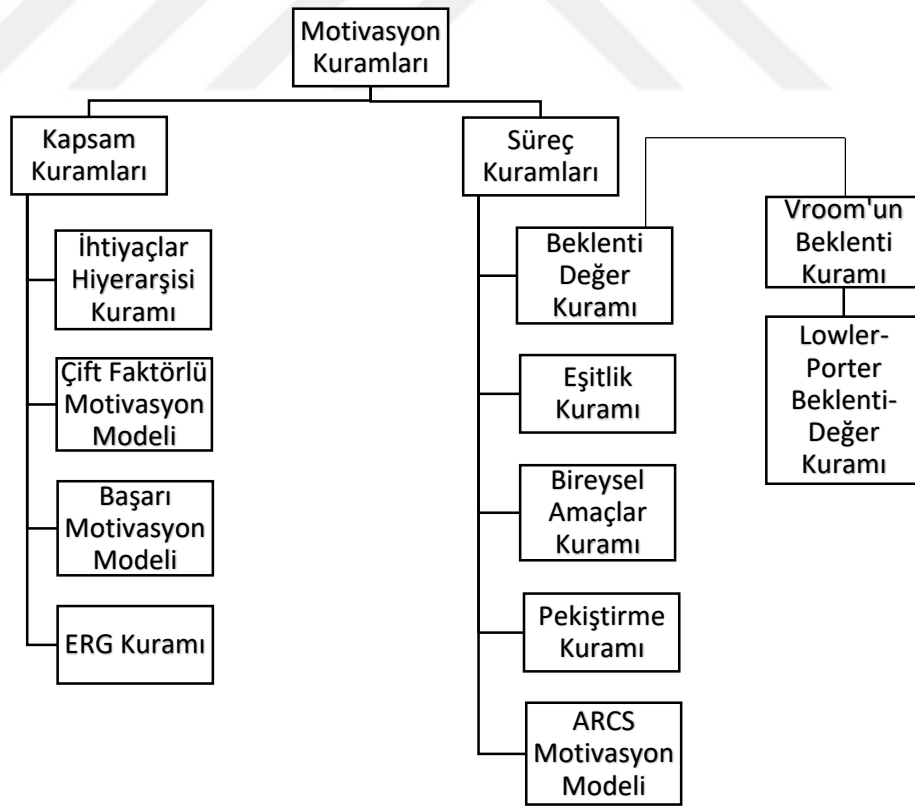 Motivasyon
Kuramları
Kapsam
Kuramları
İhtiyaçlar
Hiyerarşisi
Kuramı
Çift Faktörlü
Motivasyon
Modeli
Başarı
Motivasyon
Modeli
ERG Kuramı
Süreç
Kuramları
Beklenti
Değer
Kuramı
Eşitlik
Kuramı
Bireysel
Amaçlar
Kuramı
Pekiştirme
Kuramı
ARCS
Motivasyon
Modeli
Vroom'un
Beklenti
Kuramı
Lowler-
Porter
Beklenti-
Değer
Kuramı